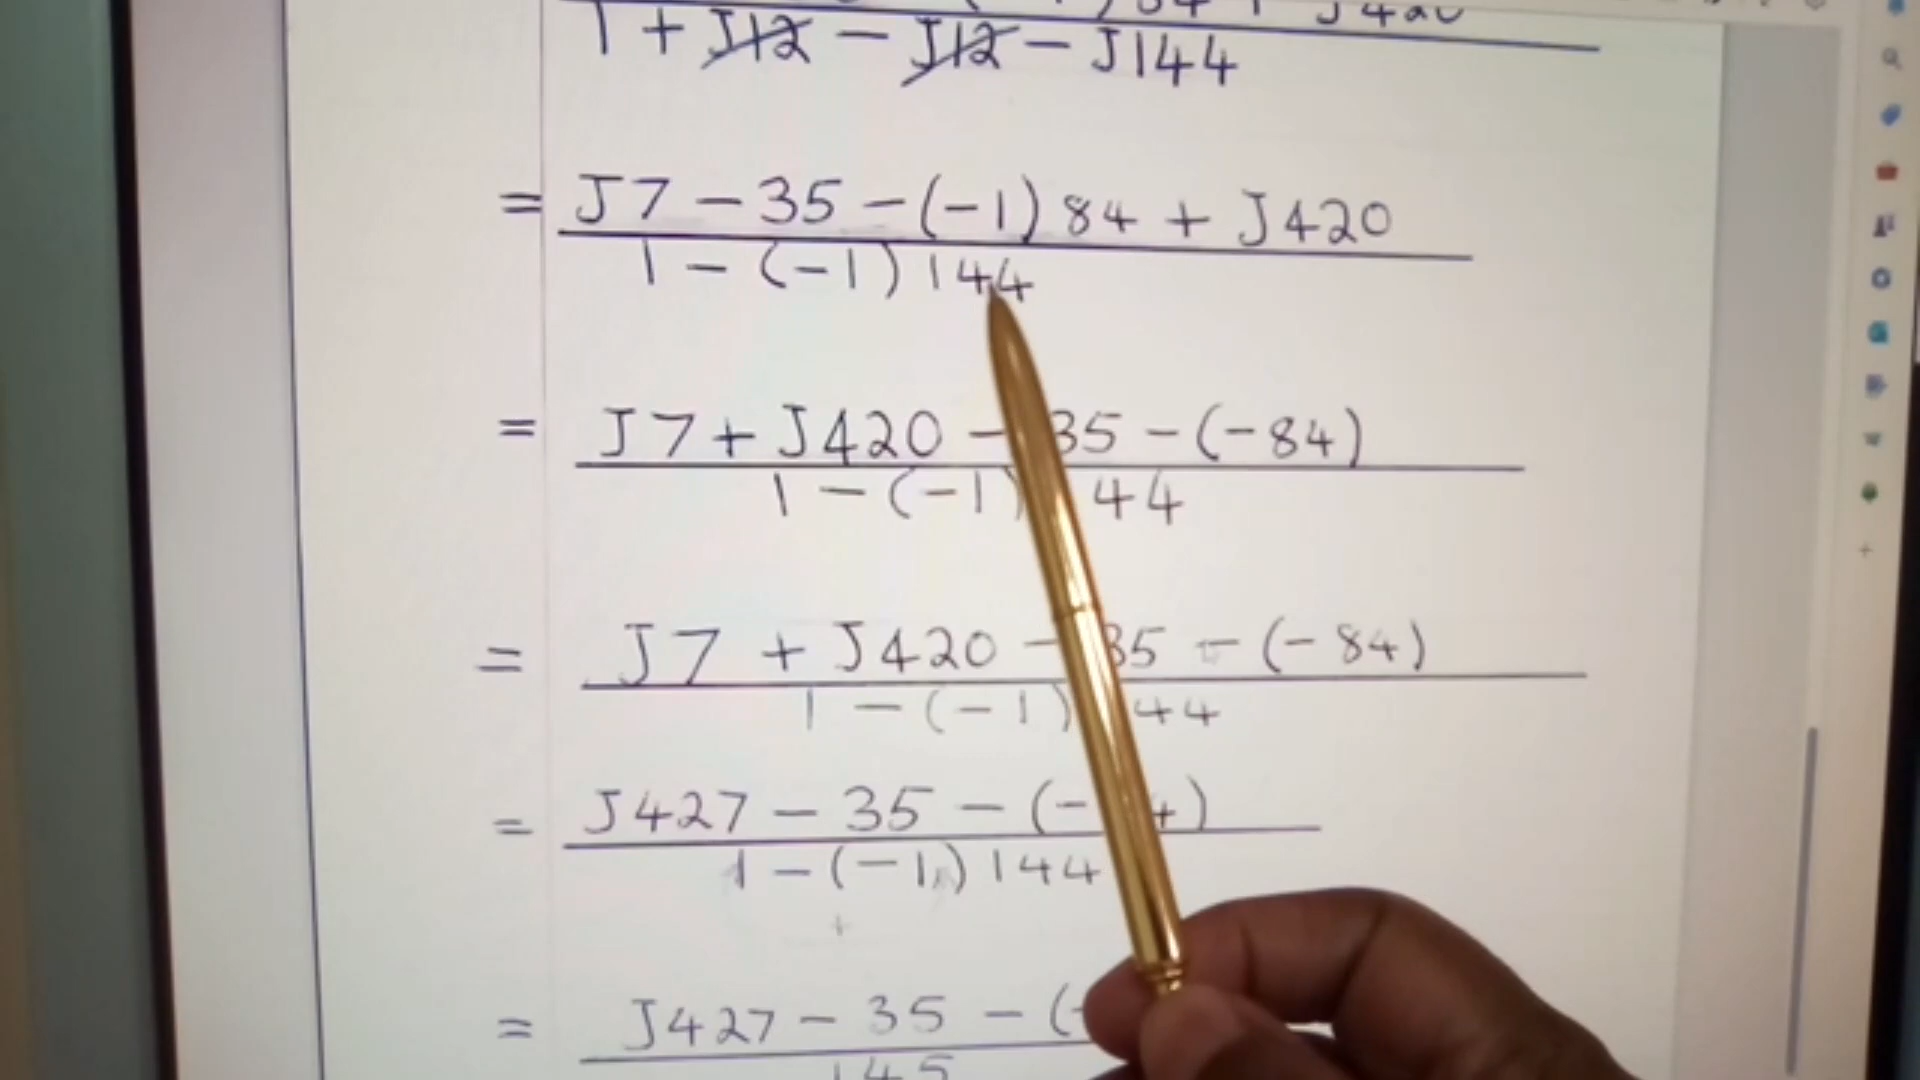 1 + J12 - J12 - J144
= J7 - 35 - (-1) 84 + J420
1 - (-1) 144
= J7 + J420 - 35 - (-84)
1 - (-1) 44
= J7 + J420 - 35 - (-84)
1 - (-1) 44
= J427 - 35 - (- 4)
1 - (-1) 144
= J427 - 35 - (-
145